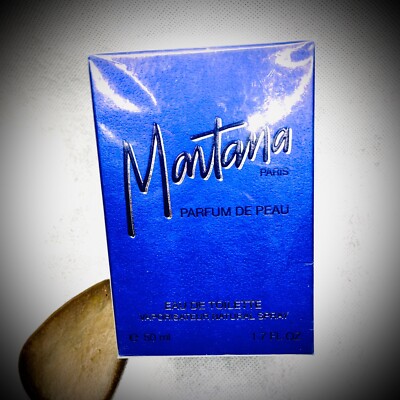 Montana
PARIS
PARFUM DE PEAU
EAU DE TOILETTE
VAPORISATEUR NATURAL SPRAY
50 ml 1.7 FL.OZ